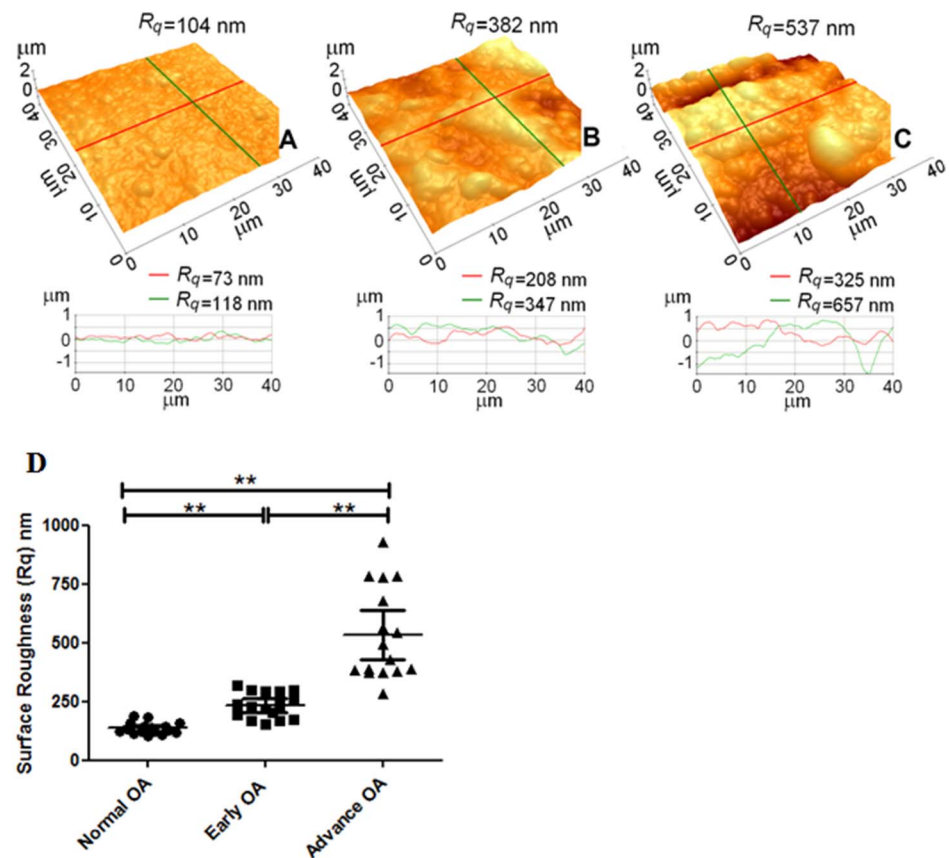 Rq=104 nm
Rq=382 nm
Rq=537 nm
μm
2
0
40
30
20
10
0
μm
A
40
30
20
10
0
μm
μm
2
0
40
30
20
10
0
μm
B
40
30
20
10
0
μm
μm
2
0
40
30
20
10
0
μm
C
40
30
20
10
0
μm
Rq=73 nm
Rq=118 nm
μm
1
0
-1
0 10 20 30 40
μm
Rq=208 nm
Rq=347 nm
μm
1
0
-1
0 10 20 30 40
μm
Rq=325 nm
Rq=657 nm
μm
1
0
-1
0 10 20 30 40
μm
D
**
** **
Surface Roughness (Rq) nm
1000
750
500
250
0
Normal OA
Early OA
Advance OA